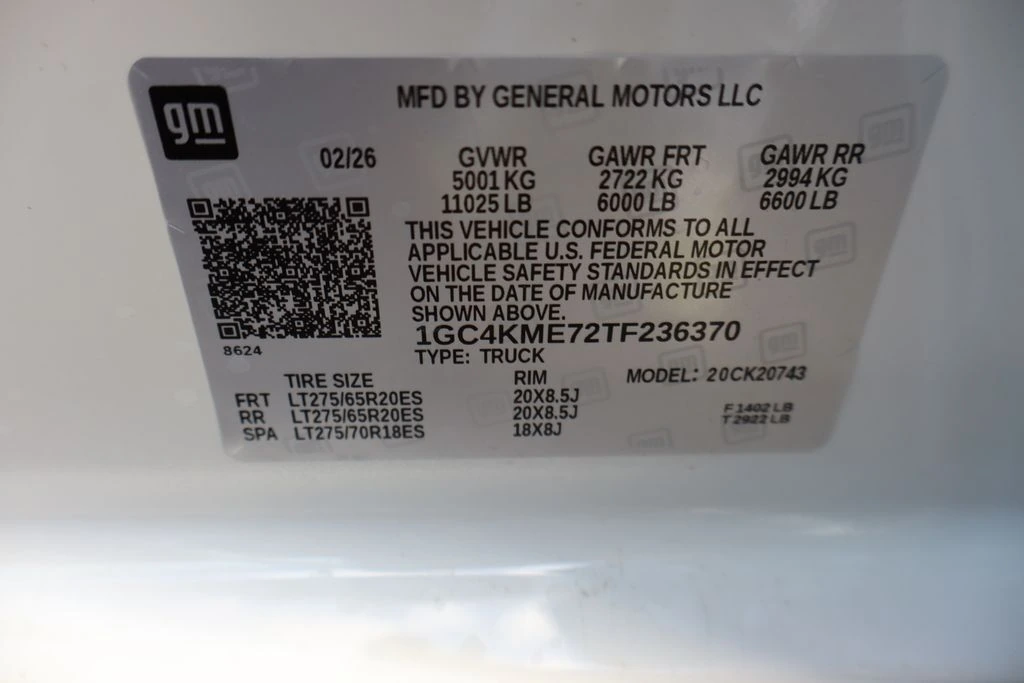 gm
MFD BY GENERAL MOTORS LLC
02/26 GVWR GAWR FRT GAWR RR
5001 KG 2722 KG 2994 KG
11025 LB 6000 LB 6600 LB
THIS VEHICLE CONFORMS TO ALL
APPLICABLE U.S. FEDERAL MOTOR
VEHICLE SAFETY STANDARDS IN EFFECT
ON THE DATE OF MANUFACTURE
SHOWN ABOVE.
1GC4KME72TF236370
8624
TYPE: TRUCK
TIRE SIZE RIM MODEL: 20CK20743
FRT LT275/65R20ES 20X8.5J
RR LT275/65R20ES 20X8.5J
SPA LT275/70R18ES 18X8J
F 1402 LB
T 2922 LB